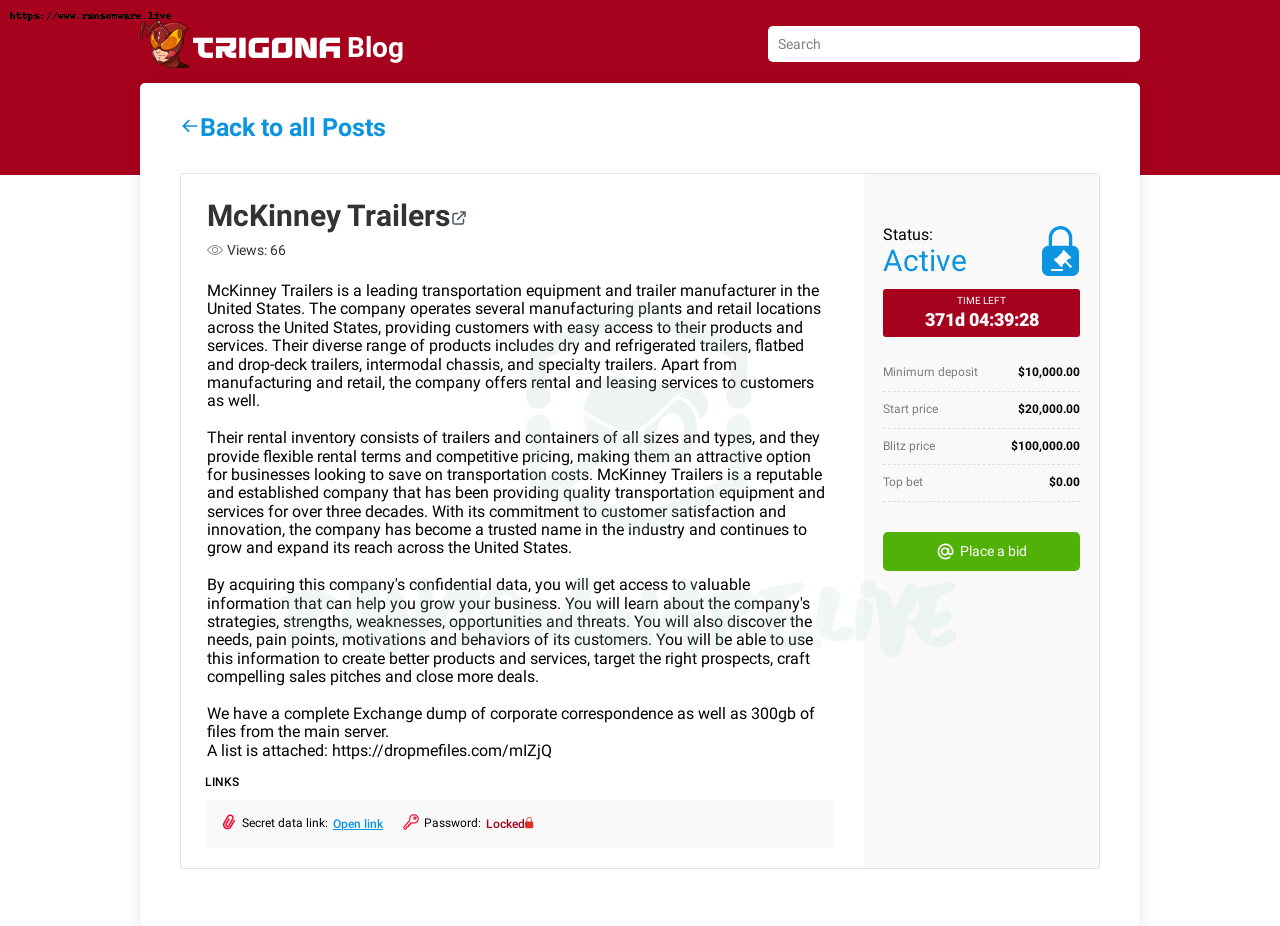 https://www.ransomware.live
TRIGONA Blog
Search
Back to all Posts
McKinney Trailers
Views: 66
McKinney Trailers is a leading transportation equipment and trailer manufacturer in the
United States. The company operates several manufacturing plants and retail locations
across the United States, providing customers with easy access to their products and
services. Their diverse range of products includes dry and refrigerated trailers, flatbed
and drop-deck trailers, intermodal chassis, and specialty trailers. Apart from
manufacturing and retail, the company offers rental and leasing services to customers
as well.
Their rental inventory consists of trailers and containers of all sizes and types, and they
provide flexible rental terms and competitive pricing, making them an attractive option
for businesses looking to save on transportation costs. McKinney Trailers is a reputable
and established company that has been providing quality transportation equipment and
services for over three decades. With its commitment to customer satisfaction and
innovation, the company has become a trusted name in the industry and continues to
grow and expand its reach across the United States.
By acquiring this company's confidential data, you will get access to valuable
information that can help you grow your business. You will learn about the company's
strategies, strengths, weaknesses, opportunities and threats. You will also discover the
needs, pain points, motivations and behaviors of its customers. You will be able to use
this information to create better products and services, target the right prospects, craft
compelling sales pitches and close more deals.
We have a complete Exchange dump of corporate correspondence as well as 300gb of
files from the main server.
A list is attached: https://dropmefiles.com/mIZjQ
LINKS
Secret data link: Open link Password: Locked
Status:
Active
TIME LEFT
371d 04:39:28
Minimum deposit $10,000.00
Start price $20,000.00
Blitz price $100,000.00
Top bet $0.00
Place a bid
RANSOMWARE.LIVE